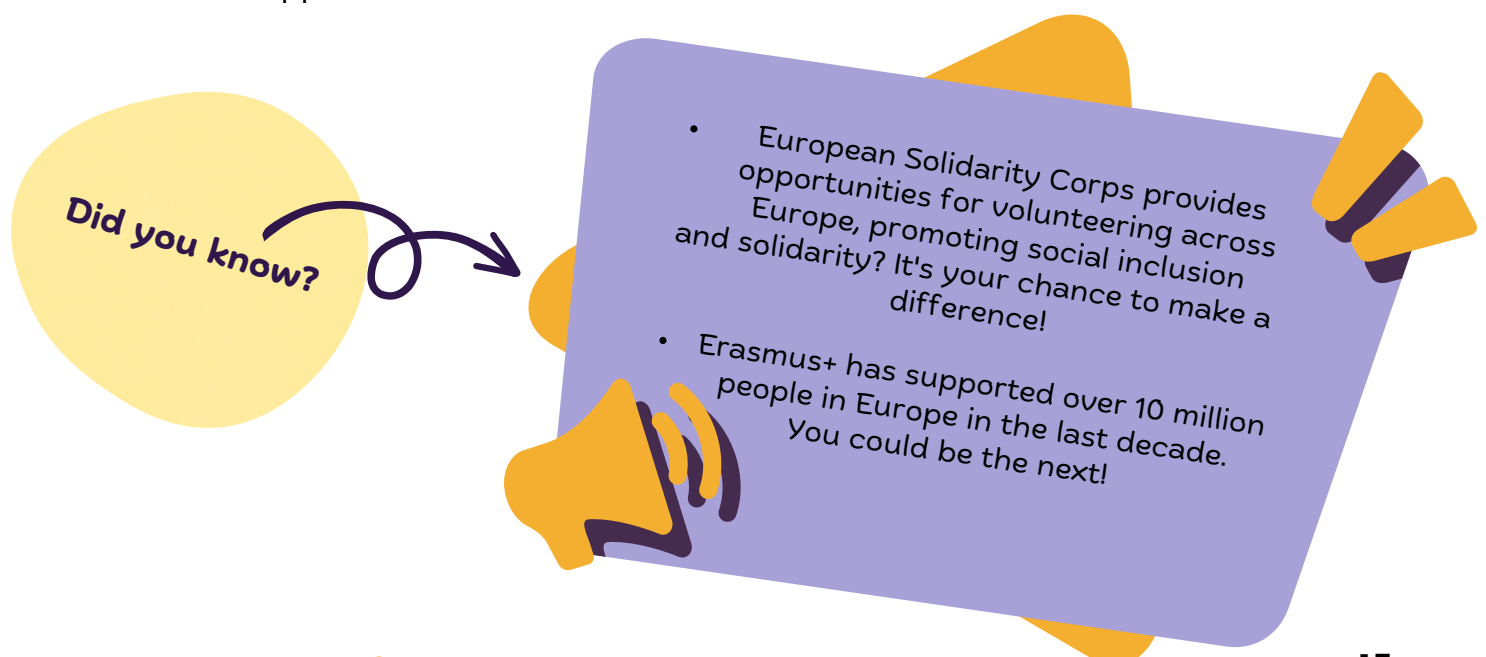 Did you know?
• European Solidarity Corps provides
opportunities for volunteering across
Europe, promoting social inclusion
and solidarity? It's your chance to make a
difference!
• Erasmus+ has supported over 10 million
people in Europe in the last decade.
You could be the next!